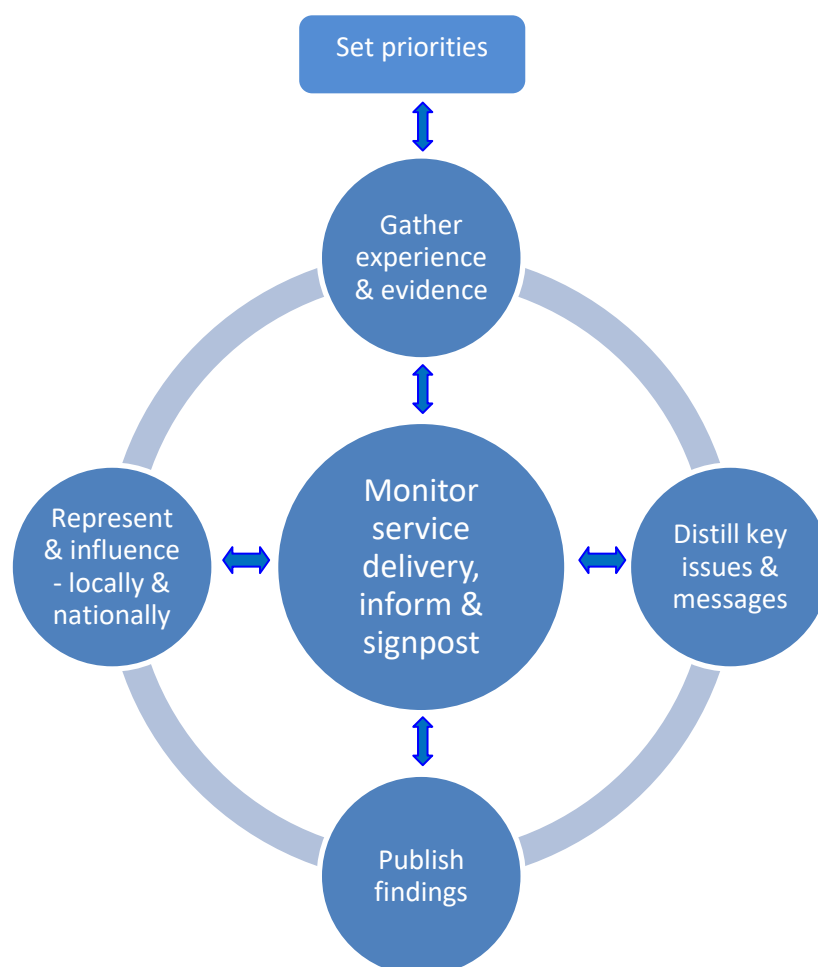 Set priorities
Gather
experience
& evidence
Monitor
service
delivery,
inform &
signpost
Represent
& influence
- locally &
nationally
Distill key
issues &
messages
Publish
findings